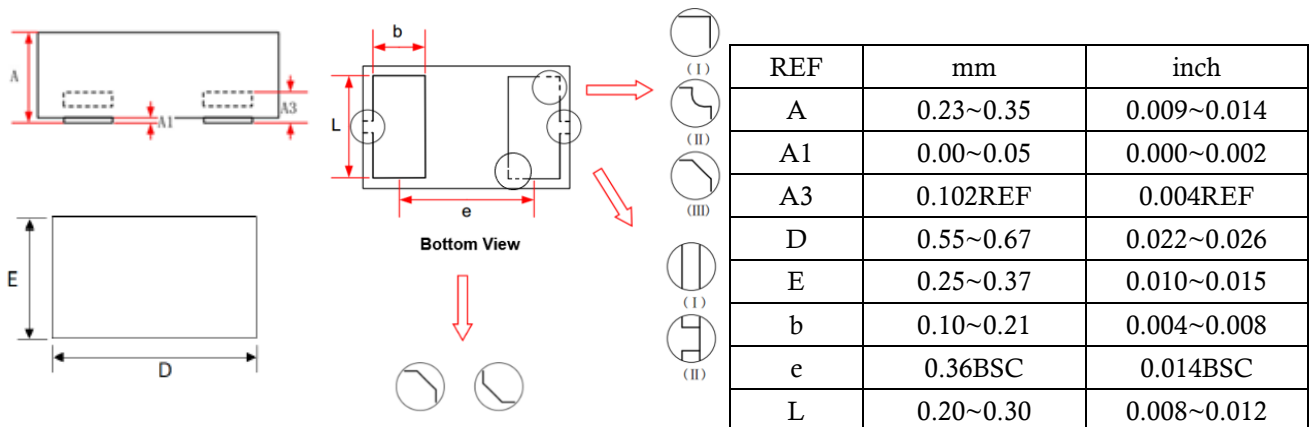 A
A1
A3
b
L
e
Bottom View
E
D
(I)
(II)
(III)
(I)
(II)
REF mm inch
A 0.23~0.35 0.009~0.014
A1 0.00~0.05 0.000~0.002
A3 0.102REF 0.004REF
D 0.55~0.67 0.022~0.026
E 0.25~0.37 0.010~0.015
b 0.10~0.21 0.004~0.008
e 0.36BSC 0.014BSC
L 0.20~0.30 0.008~0.012